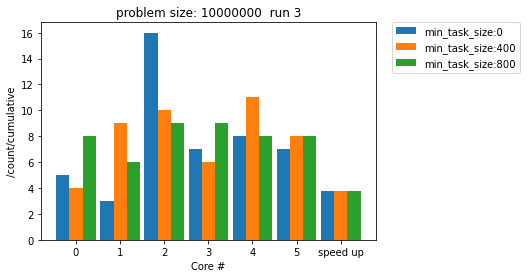 problem size: 10000000  run 3
min_task_size:0
min_task_size:400
min_task_size:800
/count/cumulative
16
14
12
10
8
6
4
2
0
0 1 2 3 4 5 speed up
Core #